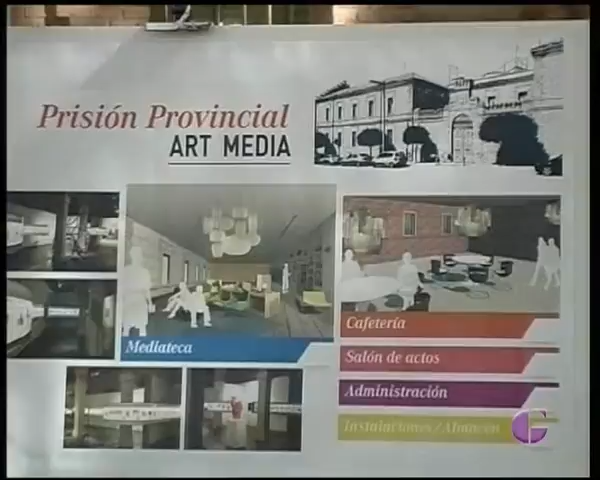 Prisión Provincial
ART MEDIA
Mediateca
Cafetería
Salón de actos
Administración
Instalaciones / Almacén